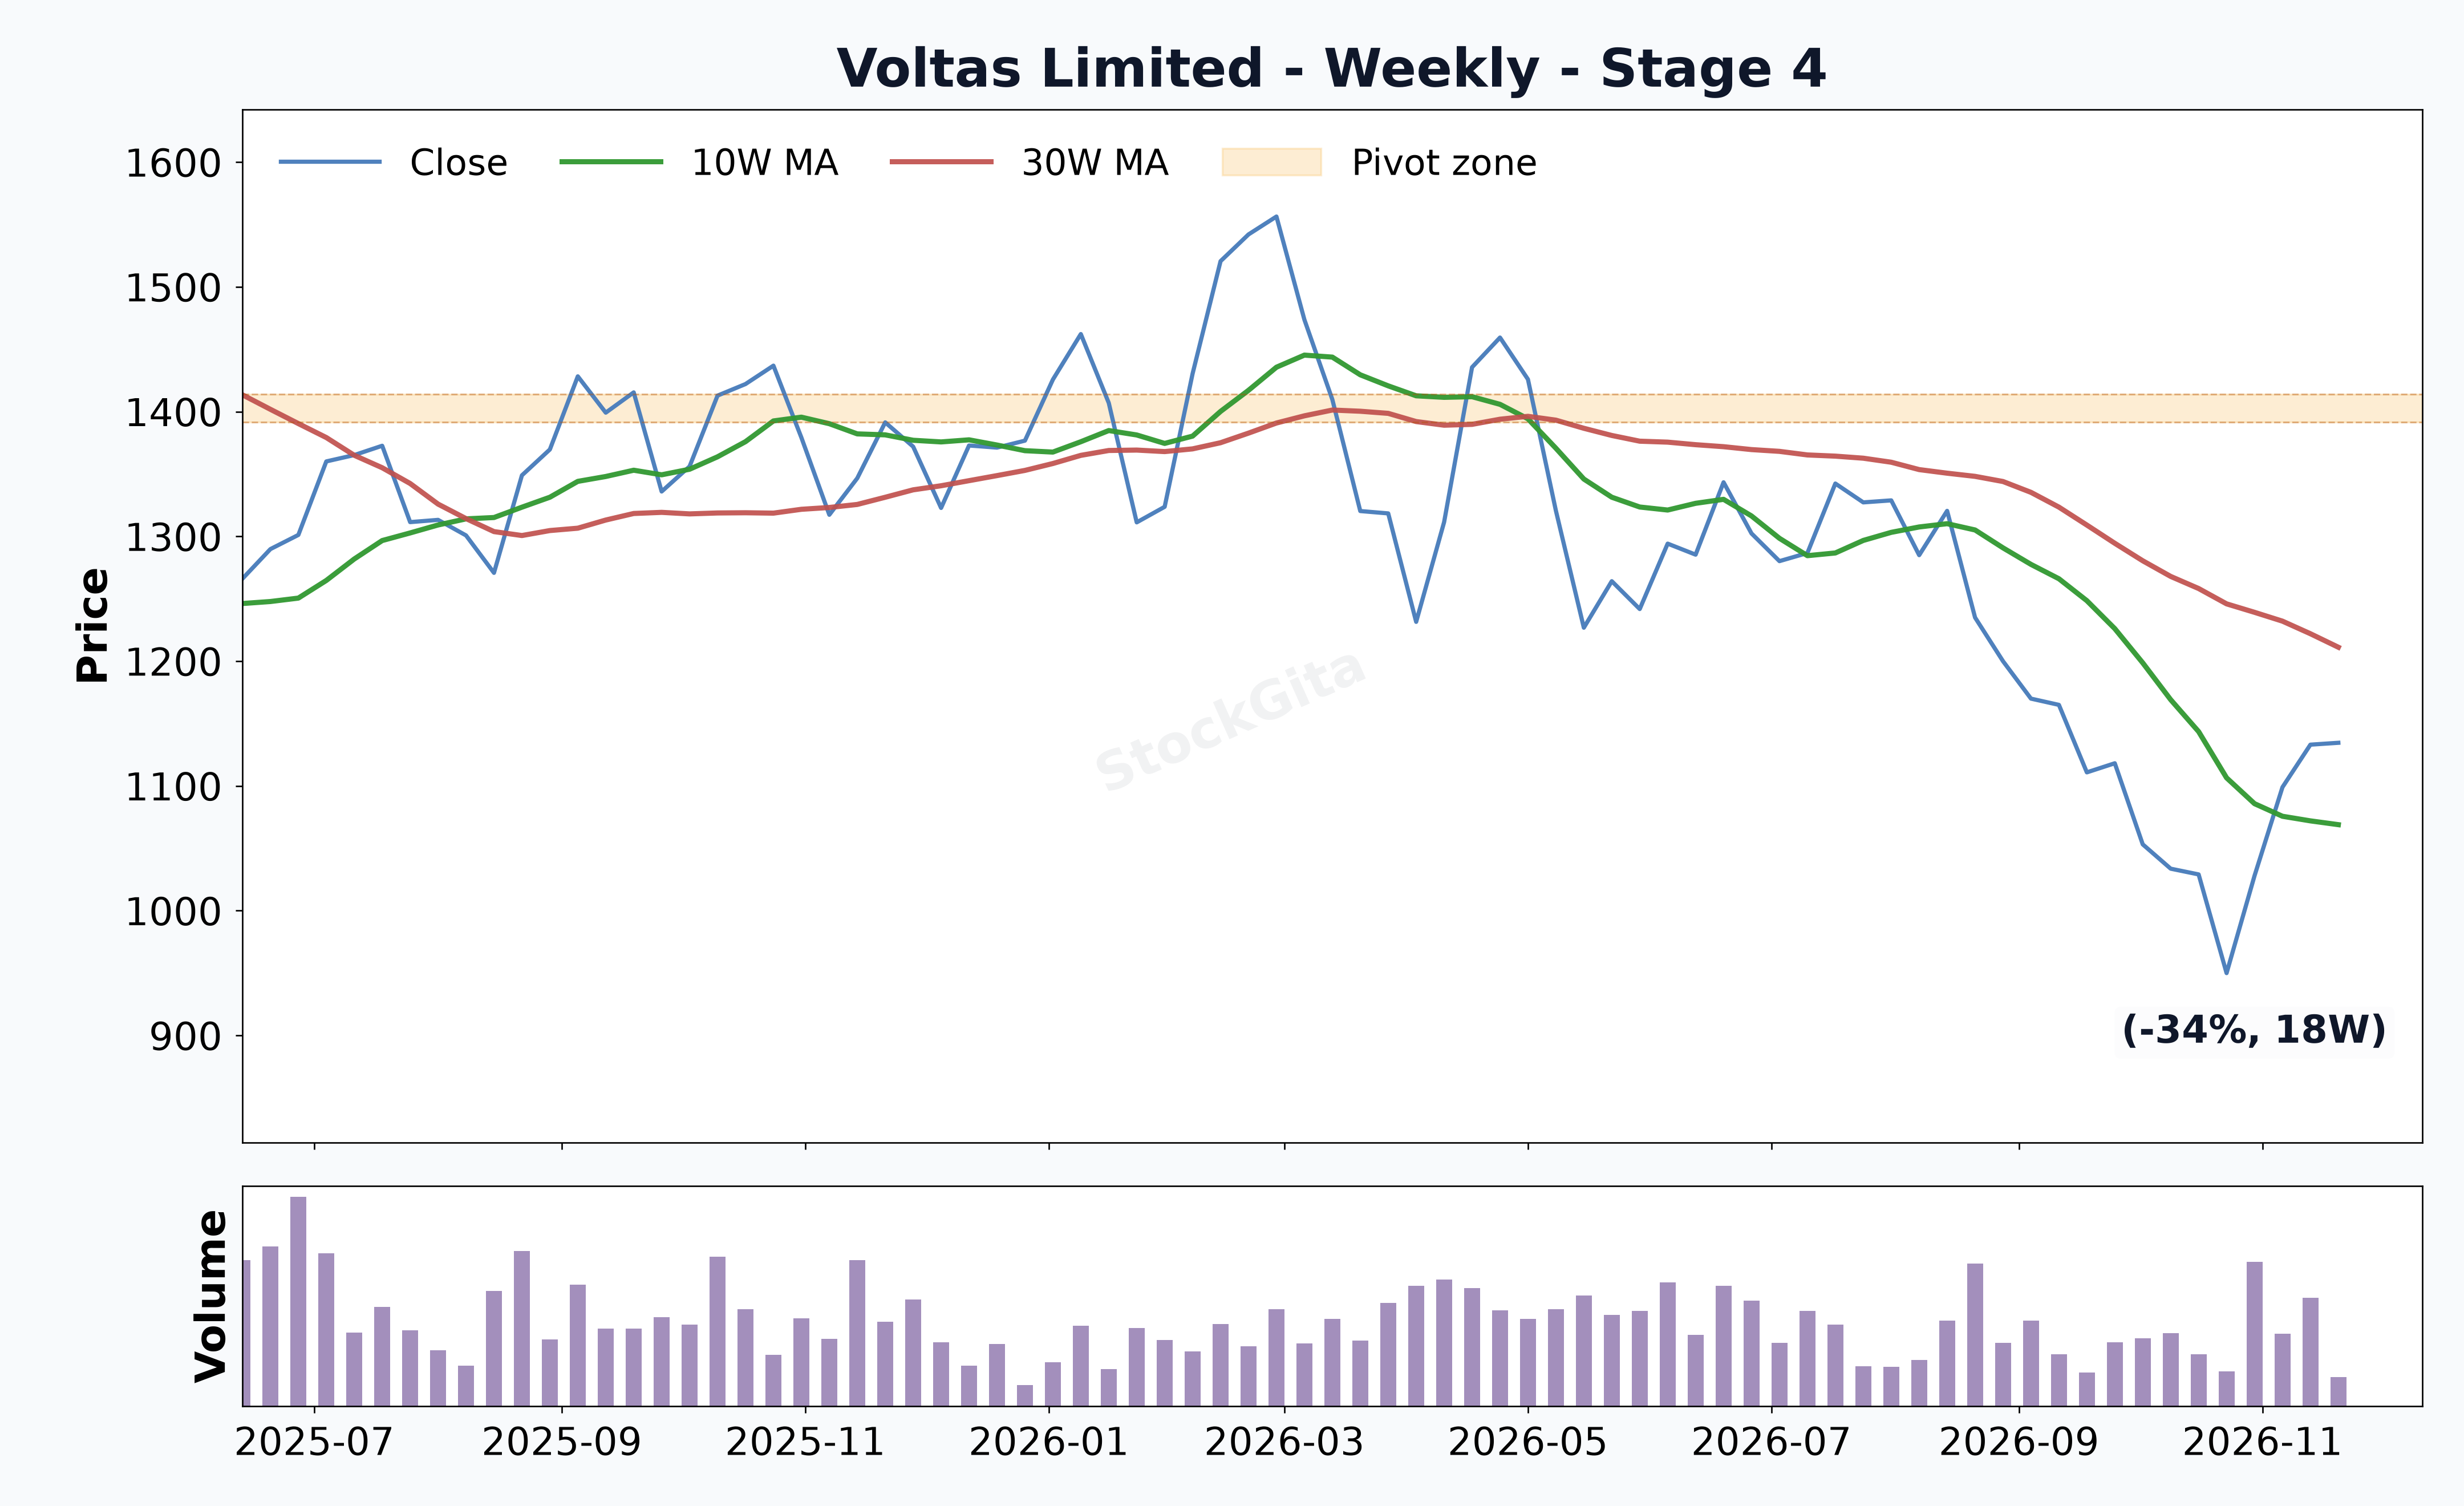 Voltas Limited - Weekly - Stage 4
Close 10W MA 30W MA Pivot zone
1600
1500
1400
1300
1200
1100
1000
900
Price
StockGita
(-34%, 18W)
Volume
2025-07 2025-09 2025-11 2026-01 2026-03 2026-05 2026-07 2026-09 2026-11